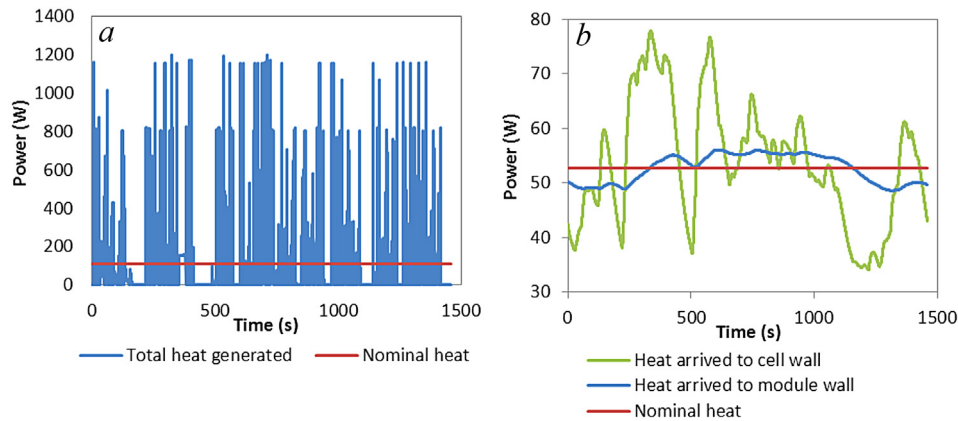 a
1400
1200
1000
800
600
400
200
0
Power (W)
0 500 1000 1500
Time (s)
Total heat generated Nominal heat
b
80
70
60
50
40
30
Power (W)
0 500 1000 1500
Time (s)
Heat arrived to cell wall
Heat arrived to module wall
Nominal heat